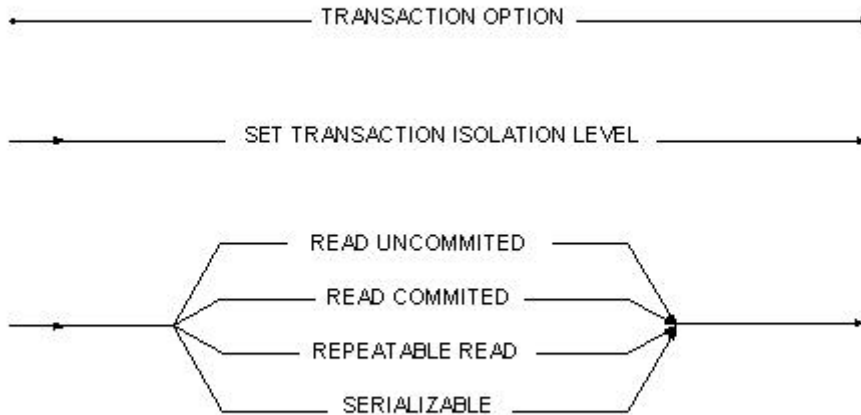 TRANSACTION OPTION
SET TRANSACTION ISOLATION LEVEL
READ UNCOMMITED
READ COMMITED
REPEATABLE READ
SERIALIZABLE